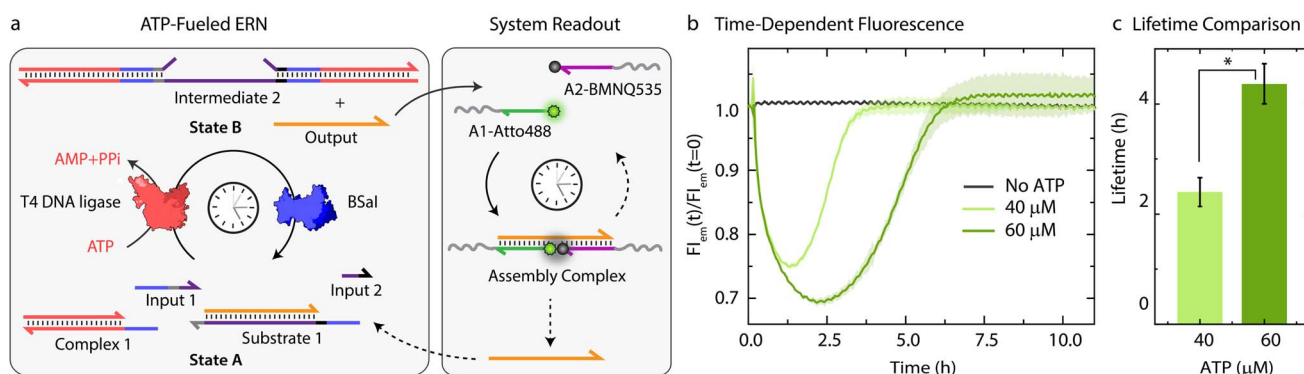 a
ATP-Fueled ERN
System Readout
Intermediate 2
+
State B
Output
A2-BMNQ535
A1-Atto488
AMP+PPi
T4 DNA ligase
BSaI
ATP
Assembly Complex
Input 1
Input 2
Complex 1
Substrate 1
State A
b Time-Dependent Fluorescence
FI_em(t)/FI_em(t=0)
1.0
0.9
0.8
0.7
No ATP
40 μM
60 μM
0 2.5 5.0 7.5 10.0
Time (h)
c Lifetime Comparison
*
Lifetime (h)
4
2
0
40 60
ATP (μM)